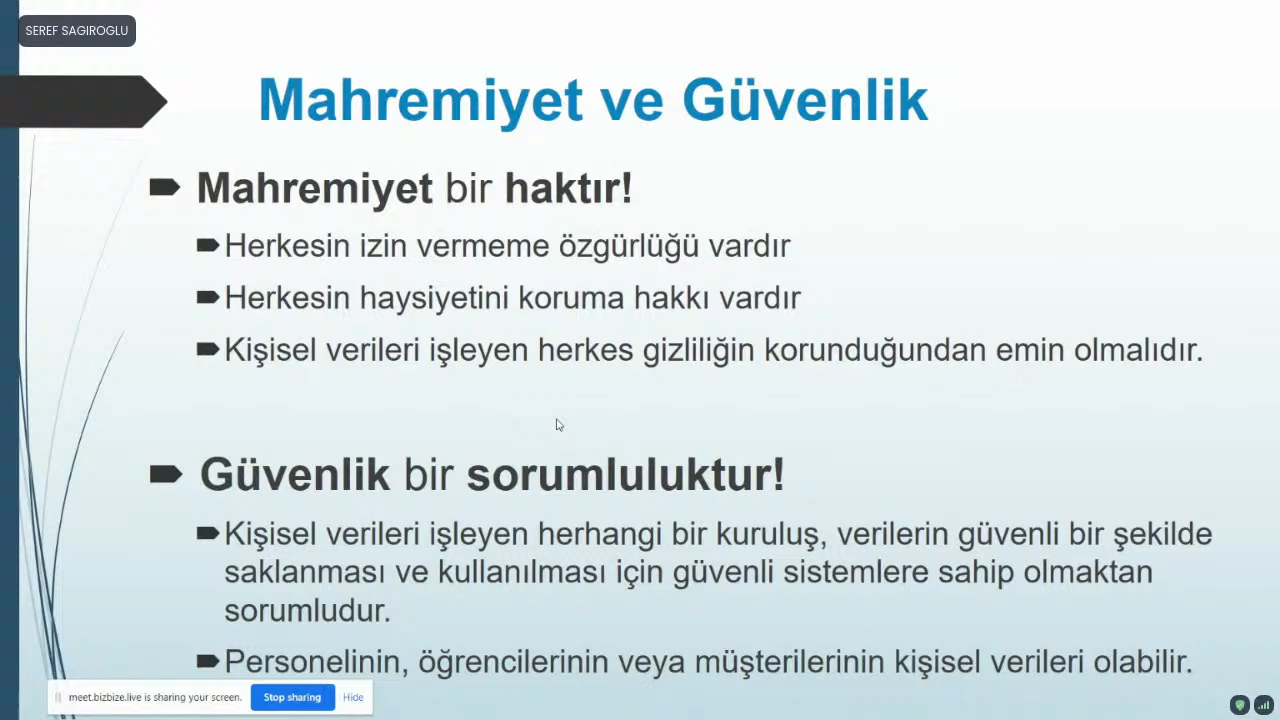 SEREF SAGIROGLU
Mahremiyet ve Güvenlik
Mahremiyet bir haktır!
Herkesin izin vermeme özgürlüğü vardır
Herkesin haysiyetini koruma hakkı vardır
Kişisel verileri işleyen herkes gizliliğin korunduğundan emin olmalıdır.
Güvenlik bir sorumluluktur!
Kişisel verileri işleyen herhangi bir kuruluş, verilerin güvenli bir şekilde
saklanması ve kullanılması için güvenli sistemlere sahip olmaktan
sorumludur.
Personelinin, öğrencilerinin veya müşterilerinin kişisel verileri olabilir.
meet.bizbize.live is sharing your screen. Stop sharing Hide